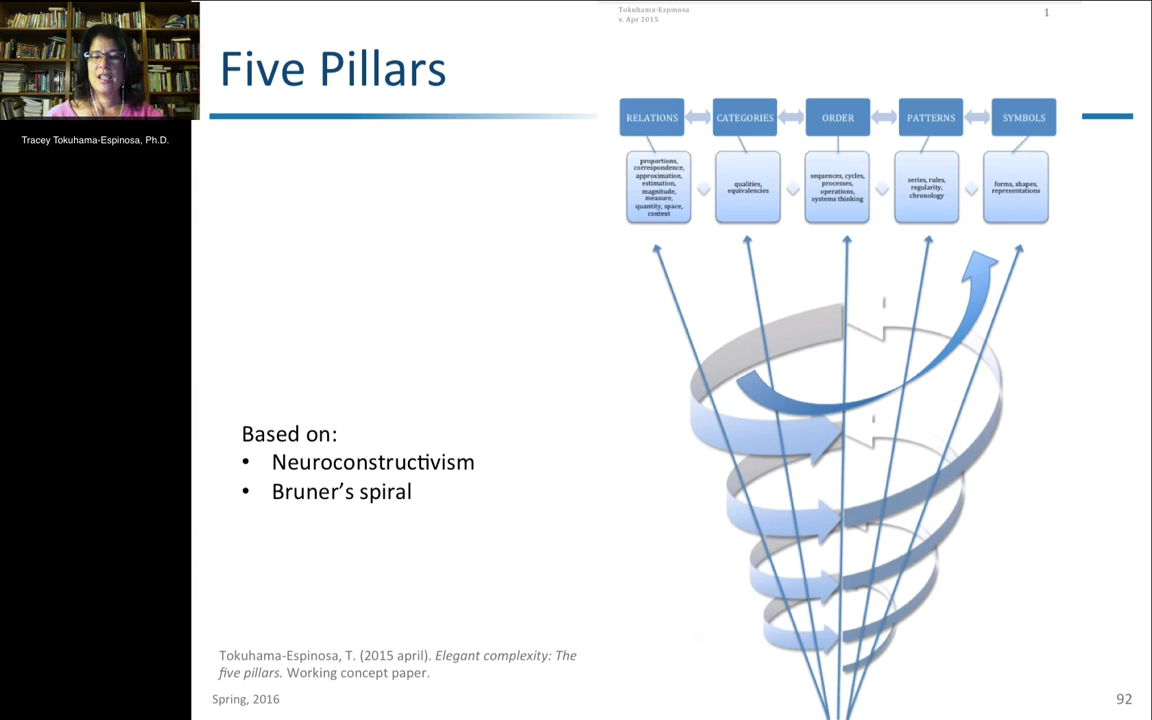 Tracey Tokuhama-Espinosa, Ph.D.
Five Pillars
Tokuhama-Espinosa
v. Apr 2015
1
RELATIONS
CATEGORIES
ORDER
PATTERNS
SYMBOLS
proportions,
correspondence,
approximation,
estimation,
magnitude,
measure,
quantity, space,
context
qualities,
equivalencies
sequences, cycles,
processes,
operations,
systems thinking
series, rules,
regularity,
chronology
forms, shapes,
representations
Based on:
• Neuroconstructivism
• Bruner’s spiral
Tokuhama-Espinosa, T. (2015 april). Elegant complexity: The
five pillars. Working concept paper.
Spring, 2016
92